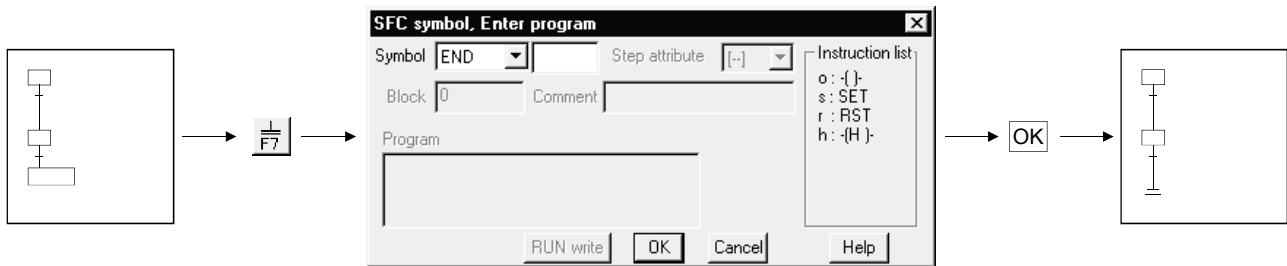 SFC symbol, Enter program
Symbol END Step attribute [--]
Block 0 Comment
Program
Instruction list
o : -( )-
s : SET
r : RST
h : -(H )-
F7
OK
RUN write OK Cancel Help